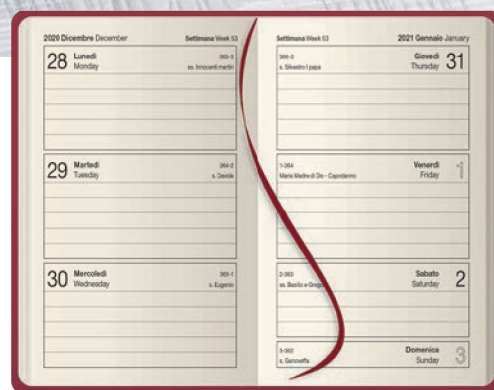 2020 Dicembre December
Settimana Week 53
28 Lunedì
Monday
363-3
ss. Innocenti martiri
29 Martedì
Tuesday
364-2
s. Davide
30 Mercoledì
Wednesday
365-1
s. Eugenio
Settimana Week 53
2021 Gennaio January
366-0
s. Silvestro I papa
Giovedì 31
Thursday
1-364
Maria Madre di Dio - Capodanno
Venerdì 1
Friday
2-363
ss. Basilio e Grego
Sabato 2
Saturday
3-362
s. Genoveffa
Domenica 3
Sunday